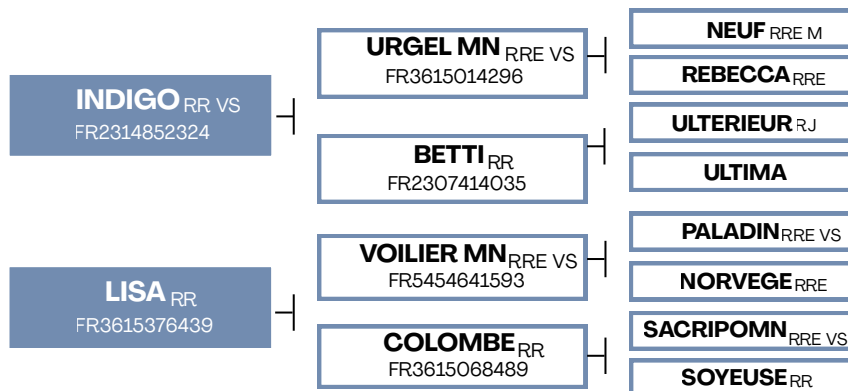 INDIGO RR VS
FR2314852324
URGEL MN RRE VS
FR3615014296
NEUF RRE M
REBECCA RRE
BETTI RR
FR2307414035
ULTERIEUR RJ
ULTIMA
LISA RR
FR3615376439
VOILIER MN RRE VS
FR5454641593
PALADIN RRE VS
NORVEGE RRE
COLOMBE RR
FR3615068489
SACRIPOMN RRE VS
SOYEUSE RR